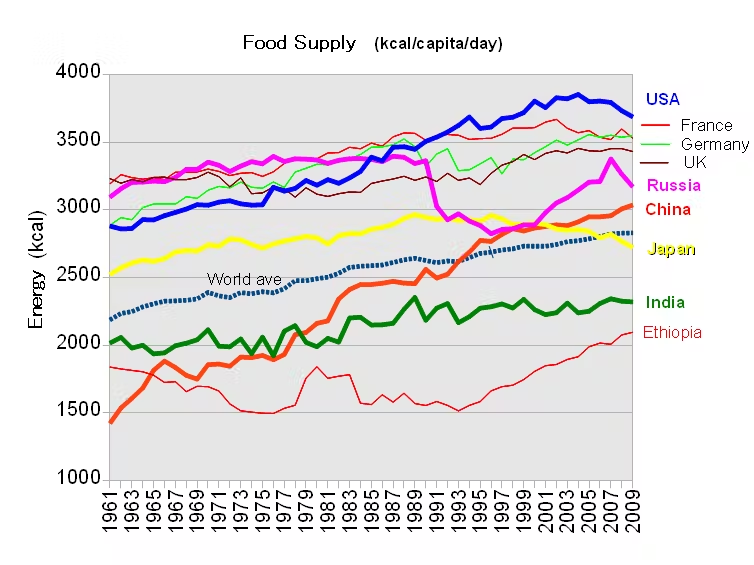 Food Supply (kcal/capita/day)
Energy (kcal)
4000
3500
3000
2500
2000
1500
1000
World ave
USA
France
Germany
UK
Russia
China
Japan
India
Ethiopia
1961
1963
1965
1967
1969
1971
1973
1975
1977
1979
1981
1983
1985
1987
1989
1991
1993
1995
1997
1999
2001
2003
2005
2007
2009